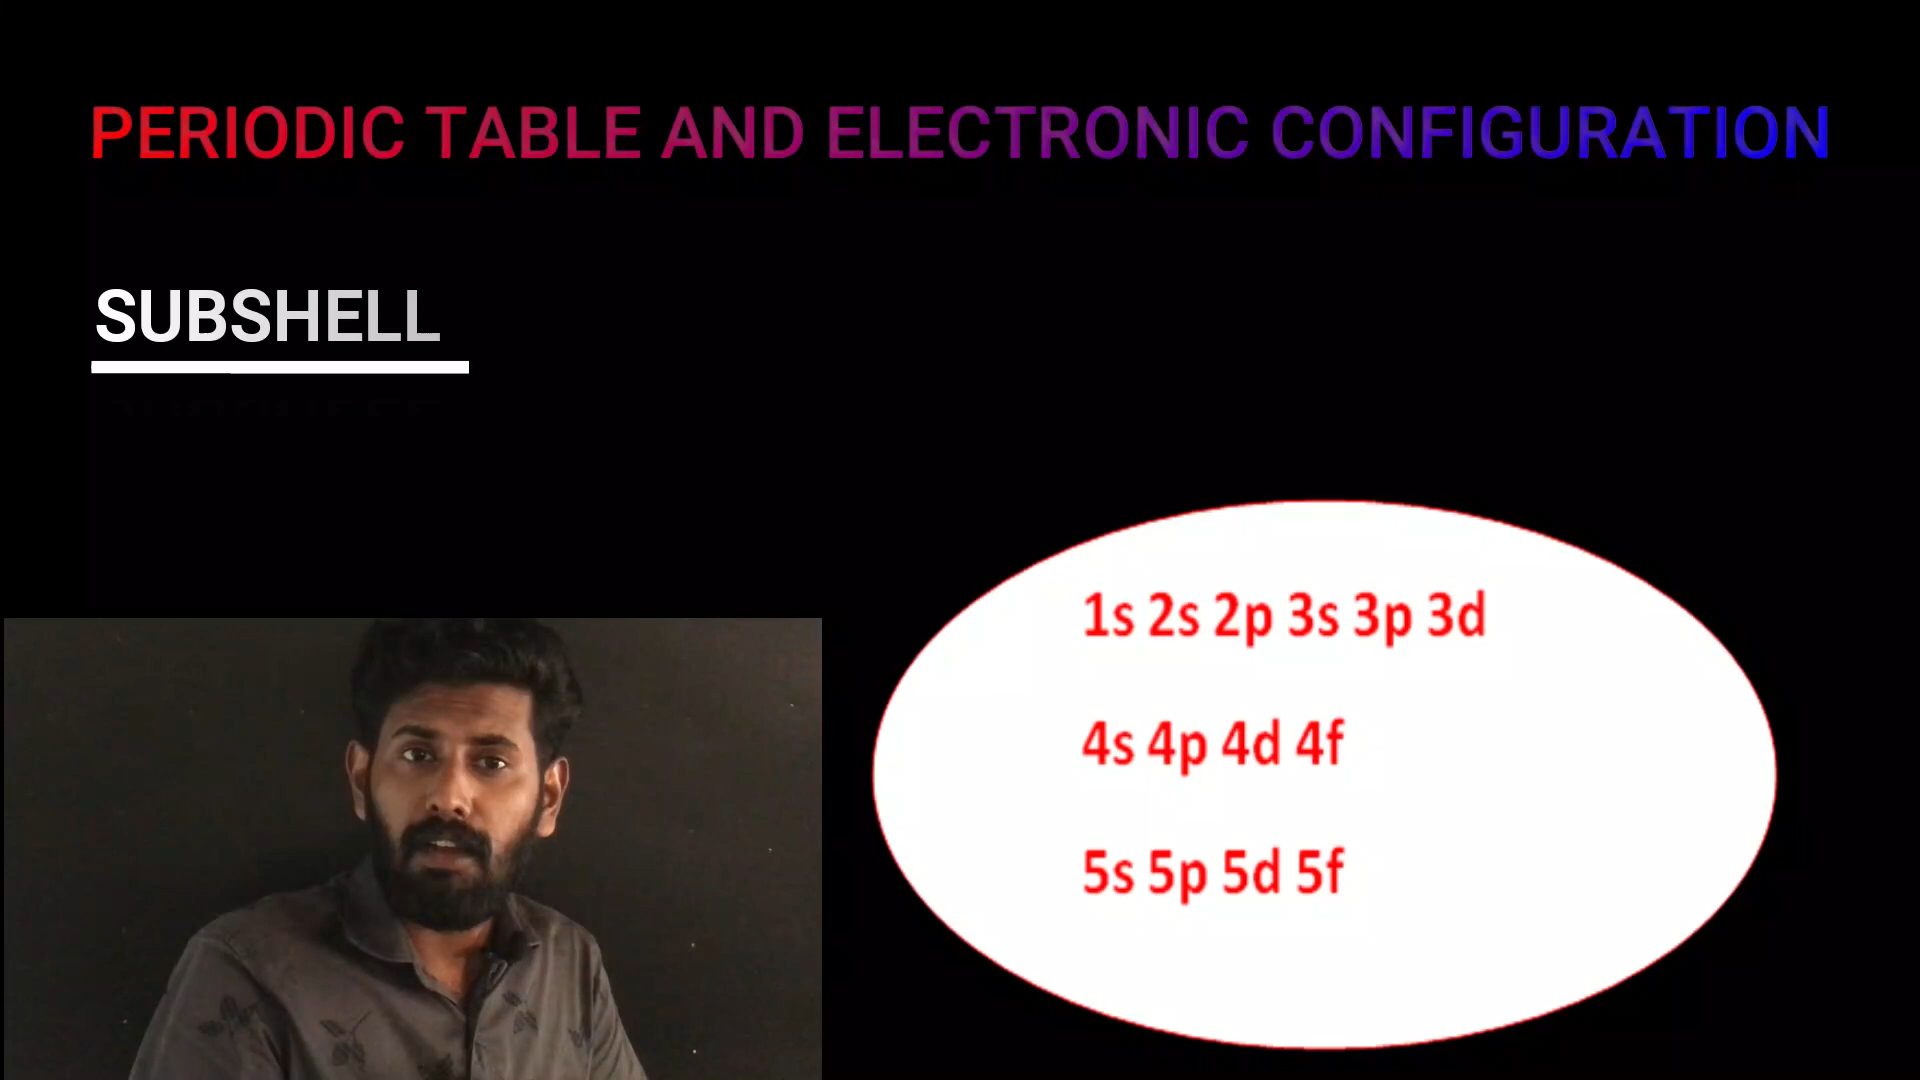 PERIODIC TABLE AND ELECTRONIC CONFIGURATION
SUBSHELL
1s 2s 2p 3s 3p 3d
4s 4p 4d 4f
5s 5p 5d 5f